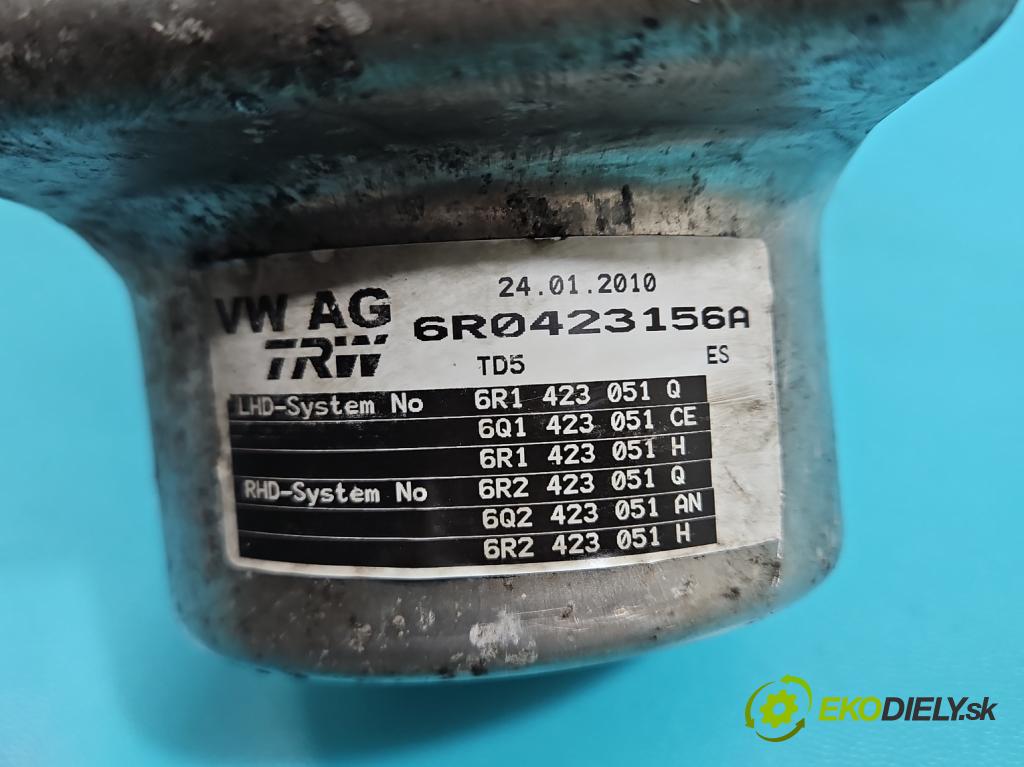 24.01.2010
VW AG 6R0423156A
TRW TD5 ES
LHD-System No 6R1 423 051 Q
6Q1 423 051 CE
6R1 423 051 H
RHD-System No 6R2 423 051 Q
6Q2 423 051 AN
6R2 423 051 H
EKODIELY.sk